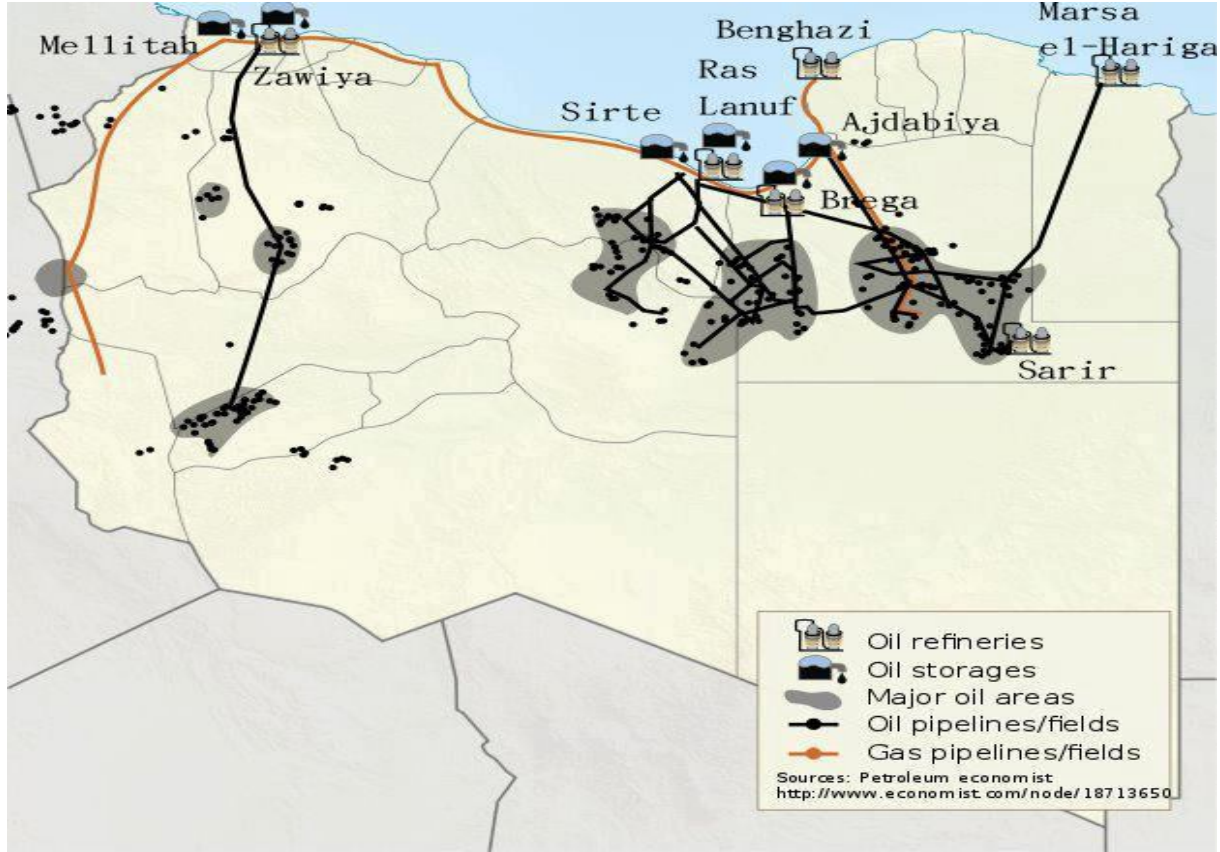 Mellitah
Zawiya
Sirte
Ras
Lanuf
Benghazi
Ajdabiya
Brega
Marsa
el-Hariga
Sarir
Oil refineries
Oil storages
Major oil areas
Oil pipelines/fields
Gas pipelines/fields
Sources: Petroleum economist
http://www.economist.com/node/18713650